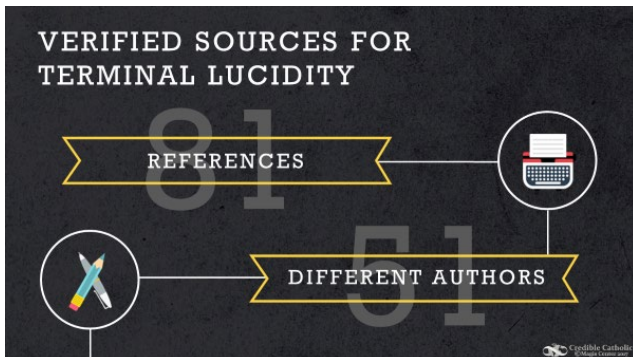 VERIFIED SOURCES FOR
TERMINAL LUCIDITY
81
REFERENCES
51
DIFFERENT AUTHORS
Credible Catholic